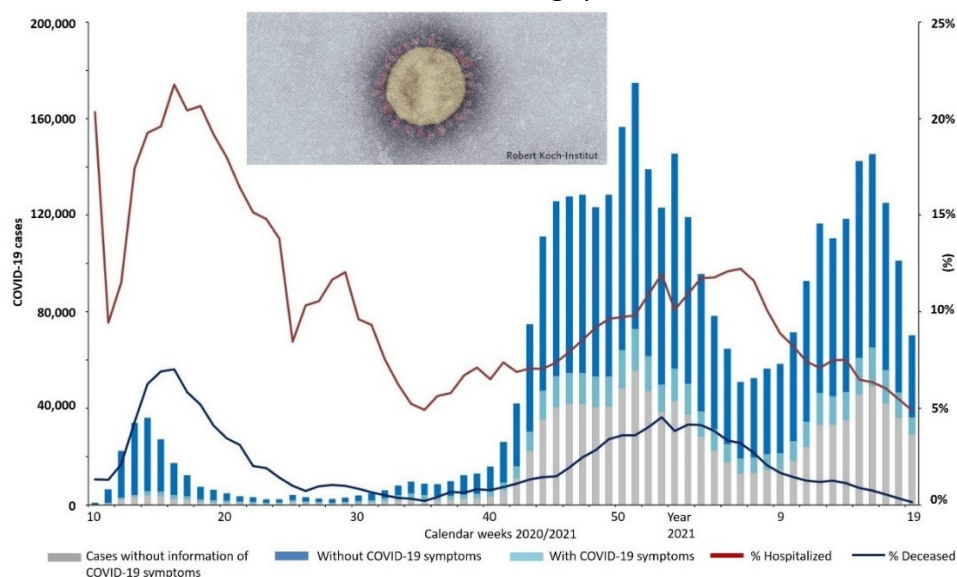 200,000
160,000
120,000
80,000
40,000
0
COVID-19 cases
Robert Koch-Institut
25%
20%
15%
10%
5%
0%
(%)
10
20
30
40
50
Year
2021
9
19
Calendar weeks 2020/2021
Cases without information of
COVID-19 symptoms
Without COVID-19 symptoms
With COVID-19 symptoms
% Hospitalized
% Deceased